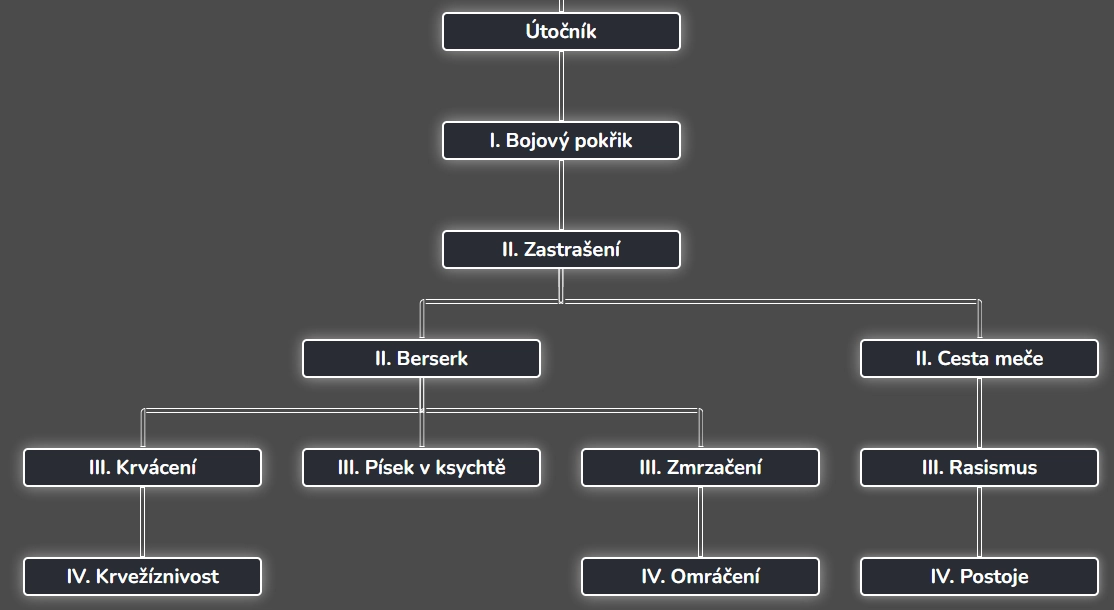 Útočník
I. Bojový pokřik
II. Zastrašení
II. Berserk
II. Cesta meče
III. Krvácení
III. Písek v ksychtě
III. Zmrzačení
III. Rasismus
IV. Krvežíznivost
IV. Omráčení
IV. Postoje